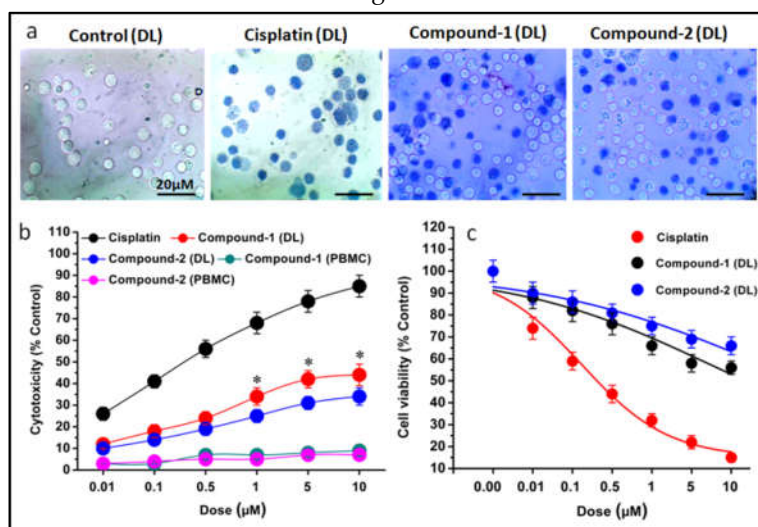 a
Control (DL)
Cisplatin (DL)
Compound-1 (DL)
Compound-2 (DL)
20µM
b
110
100
90
80
70
60
50
40
30
20
10
0
Cytotoxicity (% Control)
Cisplatin
Compound-1 (DL)
Compound-2 (DL)
Compound-1 (PBMC)
Compound-2 (PBMC)
* * *
0.01 0.1 0.5 1 5 10
Dose (µM)
c
120
110
100
90
80
70
60
50
40
30
20
10
Cell viability (% Control)
Cisplatin
Compound-1 (DL)
Compound-2 (DL)
0.00 0.01 0.1 0.5 1 5 10
Dose (µM)